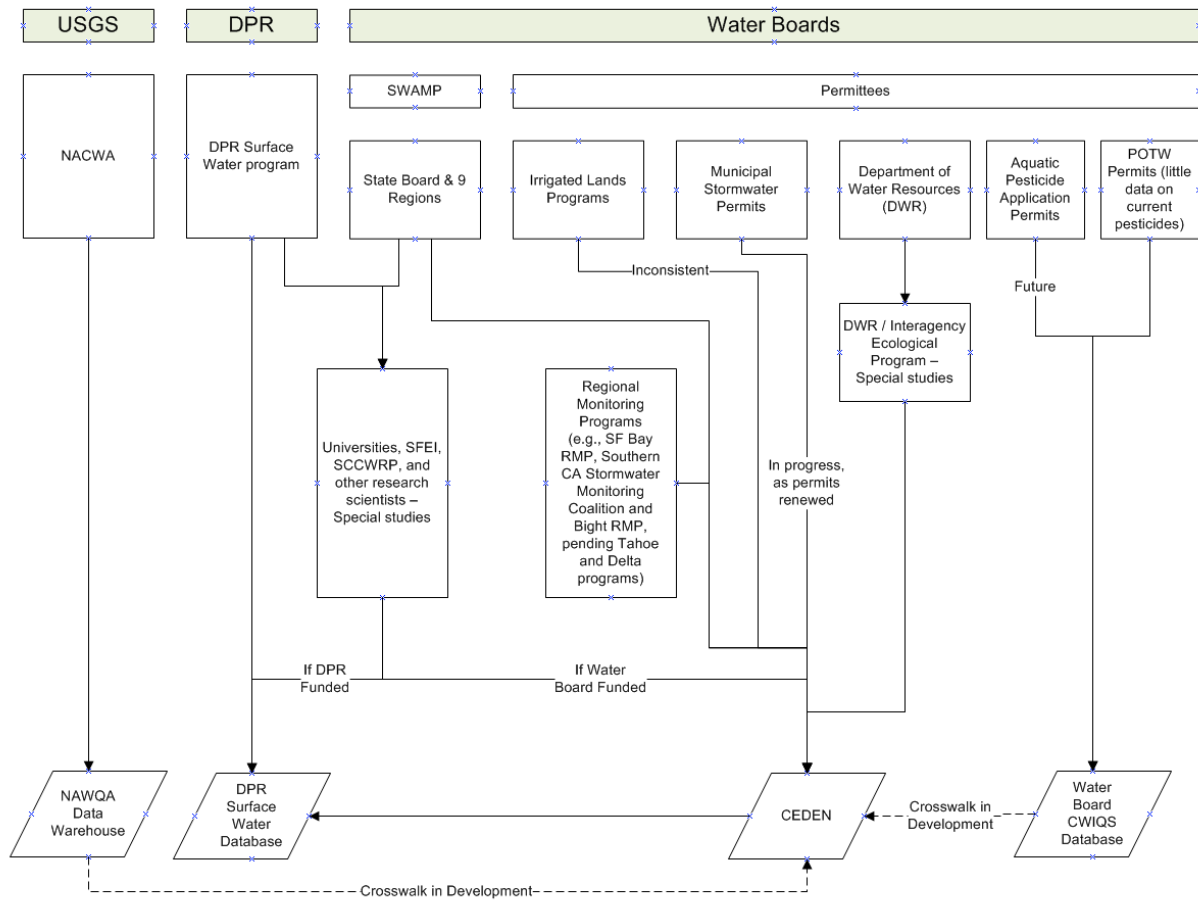 USGS
DPR
Water Boards
SWAMP
Permittees
NACWA
DPR Surface
Water program
State Board & 9
Regions
Irrigated Lands
Programs
Municipal
Stormwater
Permits
Department of
Water Resources
(DWR)
Aquatic
Pesticide
Application
Permits
POTW
Permits (little
data on
current
pesticides)
Inconsistent
Future
DWR / Interagency
Ecological
Program –
Special studies
Universities, SFEI,
SCCWRP, and
other research
scientists –
Special studies
Regional
Monitoring
Programs
(e.g., SF Bay
RMP, Southern
CA Stormwater
Monitoring
Coalition and
Bight RMP,
pending Tahoe
and Delta
programs)
In progress,
as permits
renewed
If DPR
Funded
If Water
Board Funded
NAWQA
Data
Warehouse
DPR
Surface
Water
Database
CEDEN
Crosswalk in
Development
Water
Board
CWIQS
Database
Crosswalk in Development